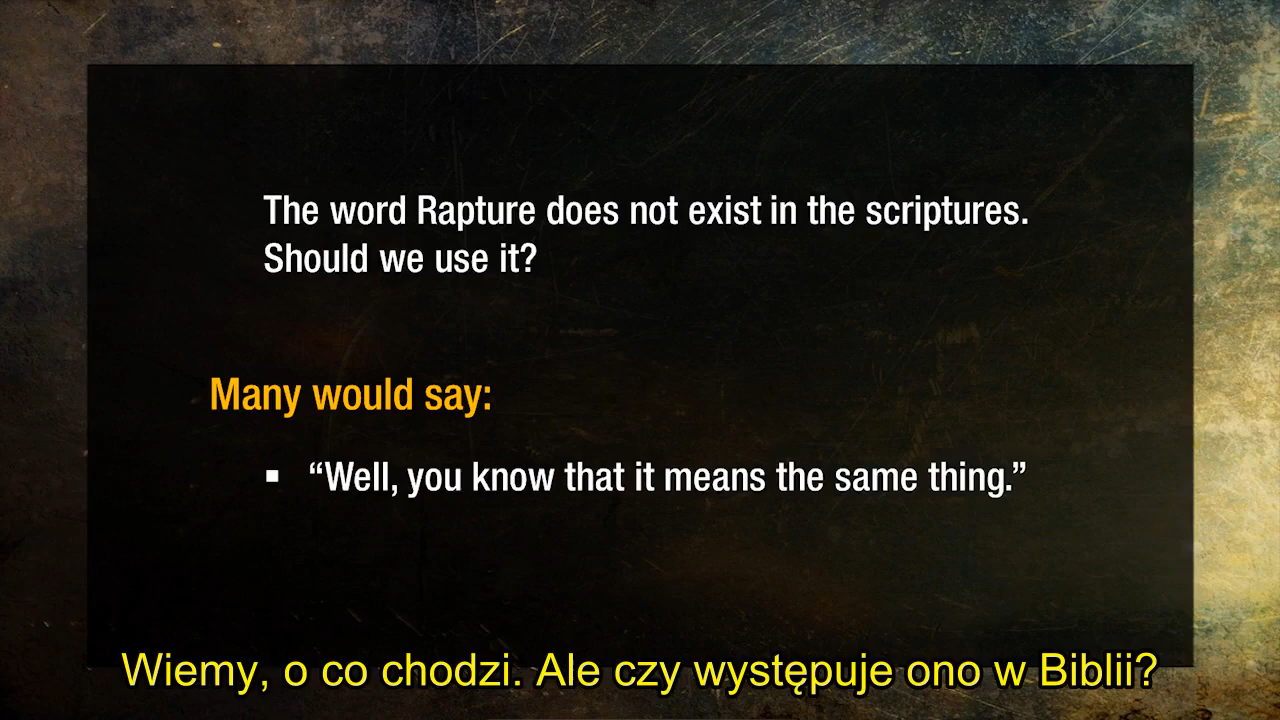 The word Rapture does not exist in the scriptures.
Should we use it?
Many would say:
▪ “Well, you know that it means the same thing.”
Wiemy, o co chodzi. Ale czy występuje ono w Biblii?